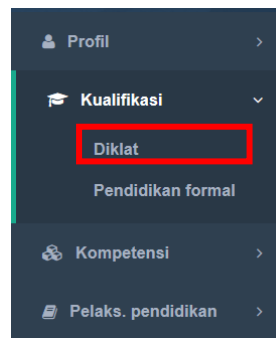 Profil
Kualifikasi
Diklat
Pendidikan formal
Kompetensi
Pelaks. pendidikan